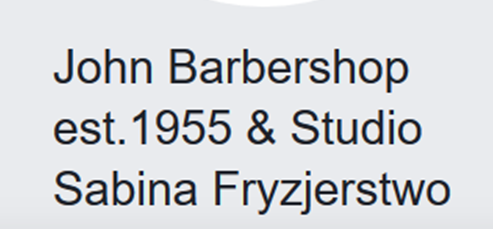 John Barbershop
est.1955 & Studio
Sabina Fryzjerstwo